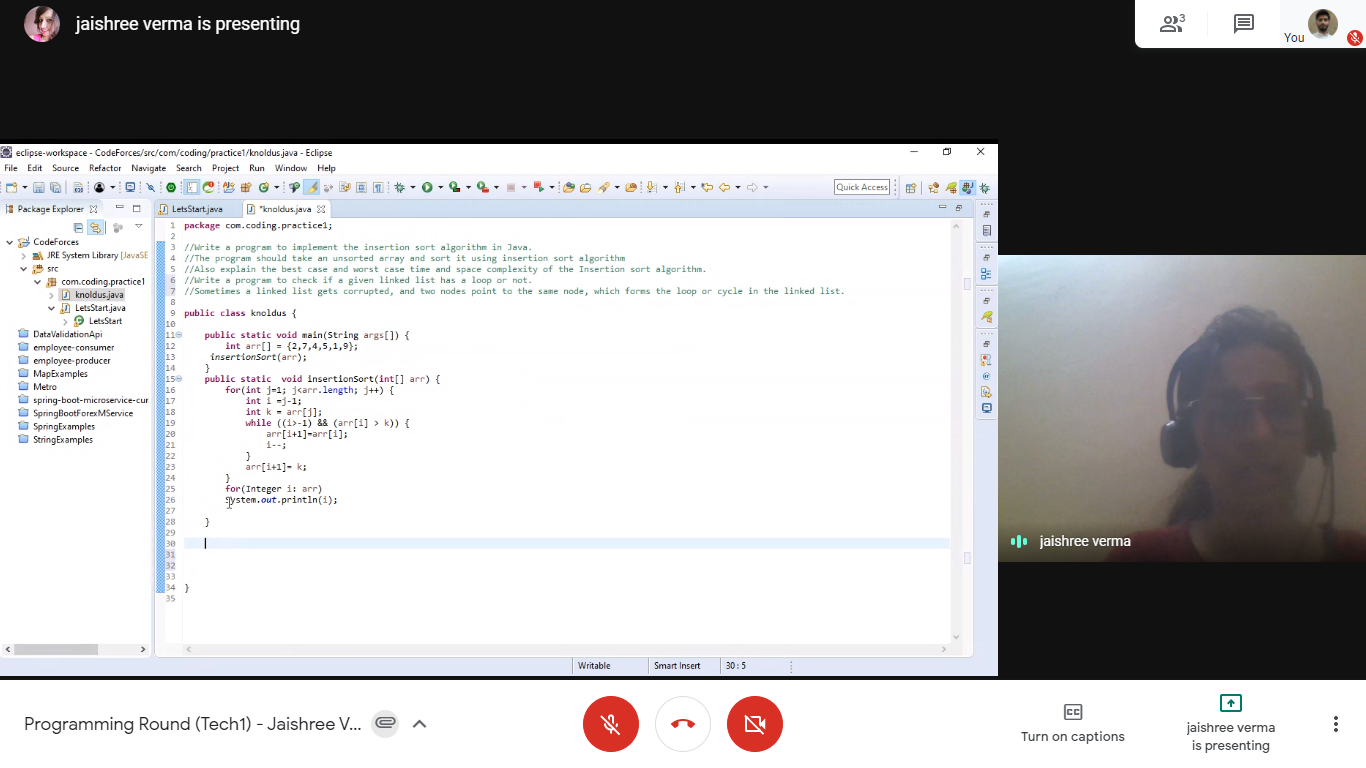 jaishree verma is presenting
3
You
eclipse-workspace - CodeForces/src/com/coding/practice1/knoldus.java - Eclipse
File Edit Source Refactor Navigate Search Project Run Window Help
Quick Access
Package Explorer
LetsStart.java
*knoldus.java
CodeForces
JRE System Library [JavaSE
src
com.coding.practice1
knoldus.java
LetsStart.java
LetsStart
DataValidationApi
employee-consumer
employee-producer
MapExamples
Metro
spring-boot-microservice-cur
SpringBootForexMService
SpringExamples
StringExamples
1 package com.coding.practice1;
2
3 //Write a program to implement the insertion sort algorithm in Java.
4 //The program should take an unsorted array and sort it using insertion sort algorithm
5 //Also explain the best case and worst case time and space complexity of the Insertion sort algorithm.
6 //Write a program to check if a given linked list has a loop or not.
7 //Sometimes a linked list gets corrupted, and two nodes point to the same node, which forms the loop or cycle in the linked list.
8
9 public class knoldus {
10
11 public static void main(String args[]) {
12 int arr[] = {2,7,4,5,1,9};
13 insertionSort(arr);
14 }
15 public static void insertionSort(int[] arr) {
16 for(int j=1; j<arr.length; j++) {
17 int i =j-1;
18 int k = arr[j];
19 while ((i>-1) && (arr[i] > k)) {
20 arr[i+1]=arr[i];
21 i--;
22 }
23 arr[i+1]= k;
24 }
25 for(Integer i: arr)
26 System.out.println(i);
27
28 }
29
30
31
32
33
34 }
35
Writable Smart Insert 30 : 5
jaishree verma
Programming Round (Tech1) - Jaishree V...
Turn on captions
jaishree verma
is presenting